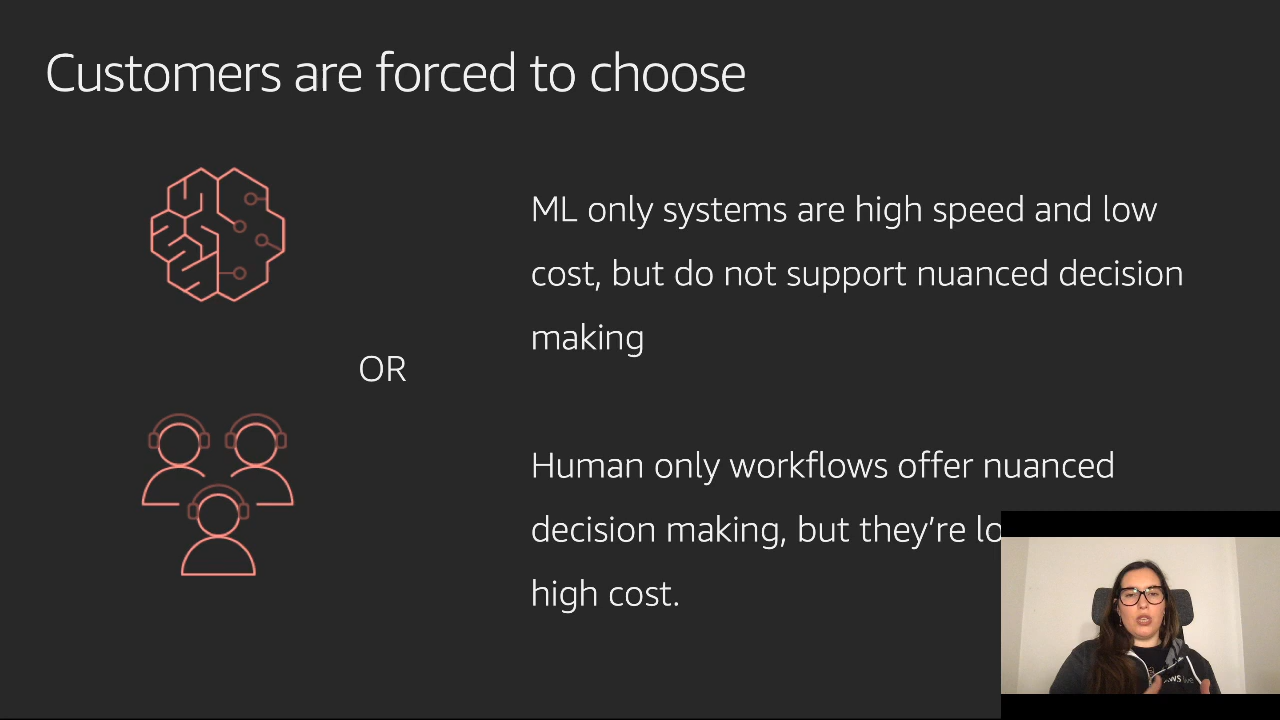 Customers are forced to choose
ML only systems are high speed and low
cost, but do not support nuanced decision
making
OR
Human only workflows offer nuanced
decision making, but they’re
high cost.